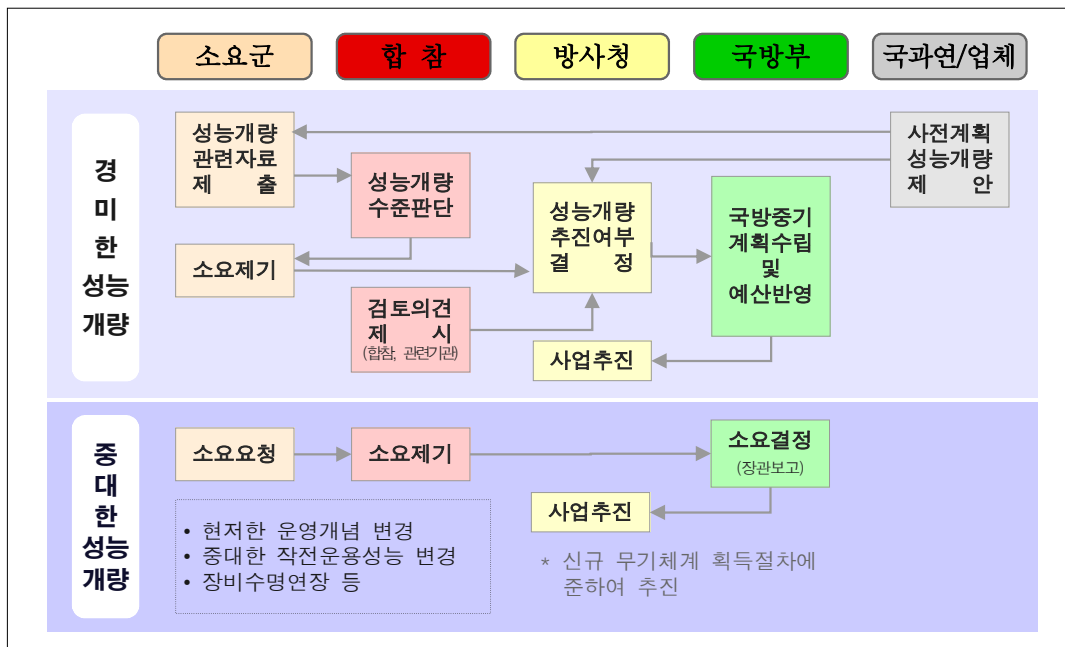 소요군
합 참
방사청
국방부
국과연/업체
경
미
한
성능
개량
성능개량
관련자료
제 출
성능개량
수준판단
소요제기
검토의견
제 시
(합참, 관련기관)
성능개량
추진여부
결 정
사업추진
국방중기
계획수립
및
예산반영
사전계획
성능개량
제 안
중
대
한
성능
개량
소요요청
소요제기
소요결정
(장관보고)
사업추진
• 현저한 운영개념 변경
• 중대한 작전운용성능 변경
• 장비수명연장 등
* 신규 무기체계 획득절차에
준하여 추진